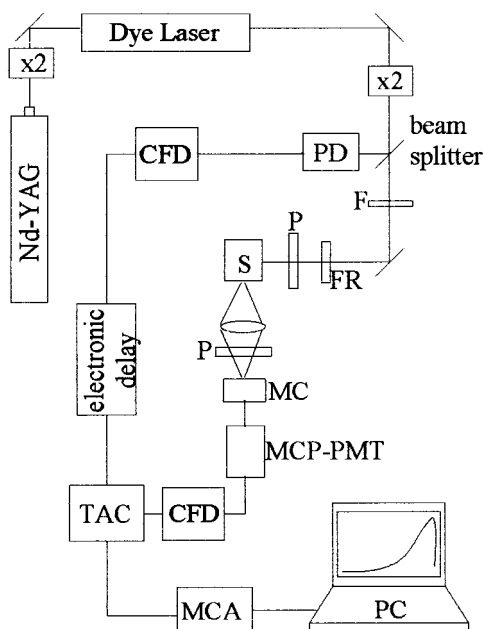 Dye Laser
x2
x2
Nd-YAG
CFD
PD
beam
splitter
F
P
S
FR
electronic
delay
P
MC
MCP-PMT
TAC
CFD
MCA
PC